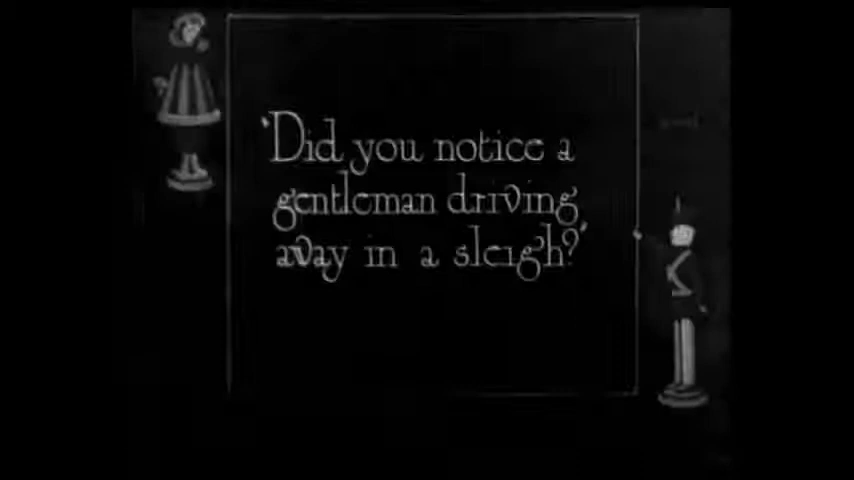 'Did you notice a
gentleman driving
away in a sleigh?'